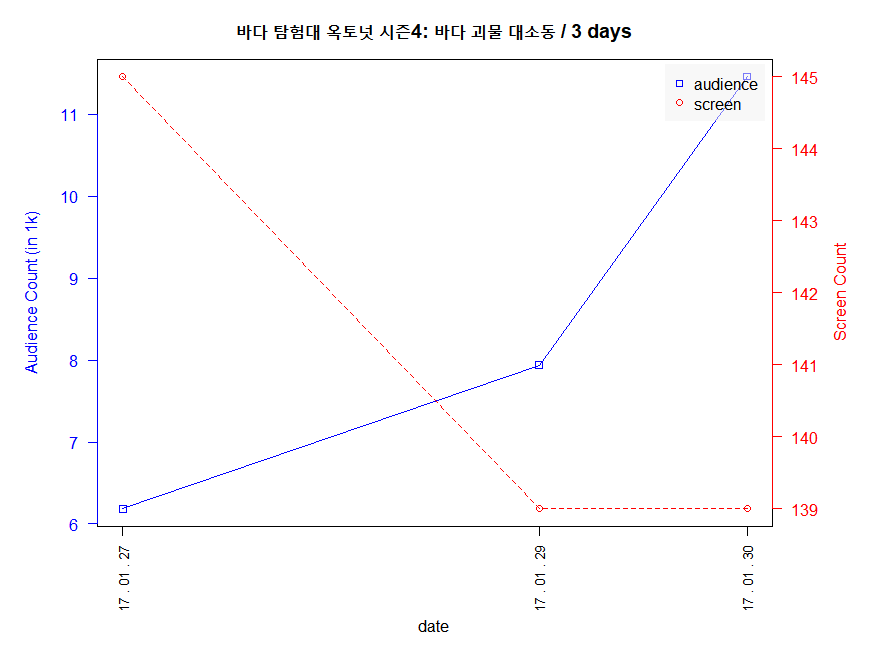 바다 탐험대 옥토넛 시즌4: 바다 괴물 대소동 / 3 days
audience
screen
11
10
9
8
7
6
Audience Count (in 1k)
145
144
143
142
141
140
139
Screen Count
17 . 01 . 27
17 . 01 . 29
17 . 01 . 30
date